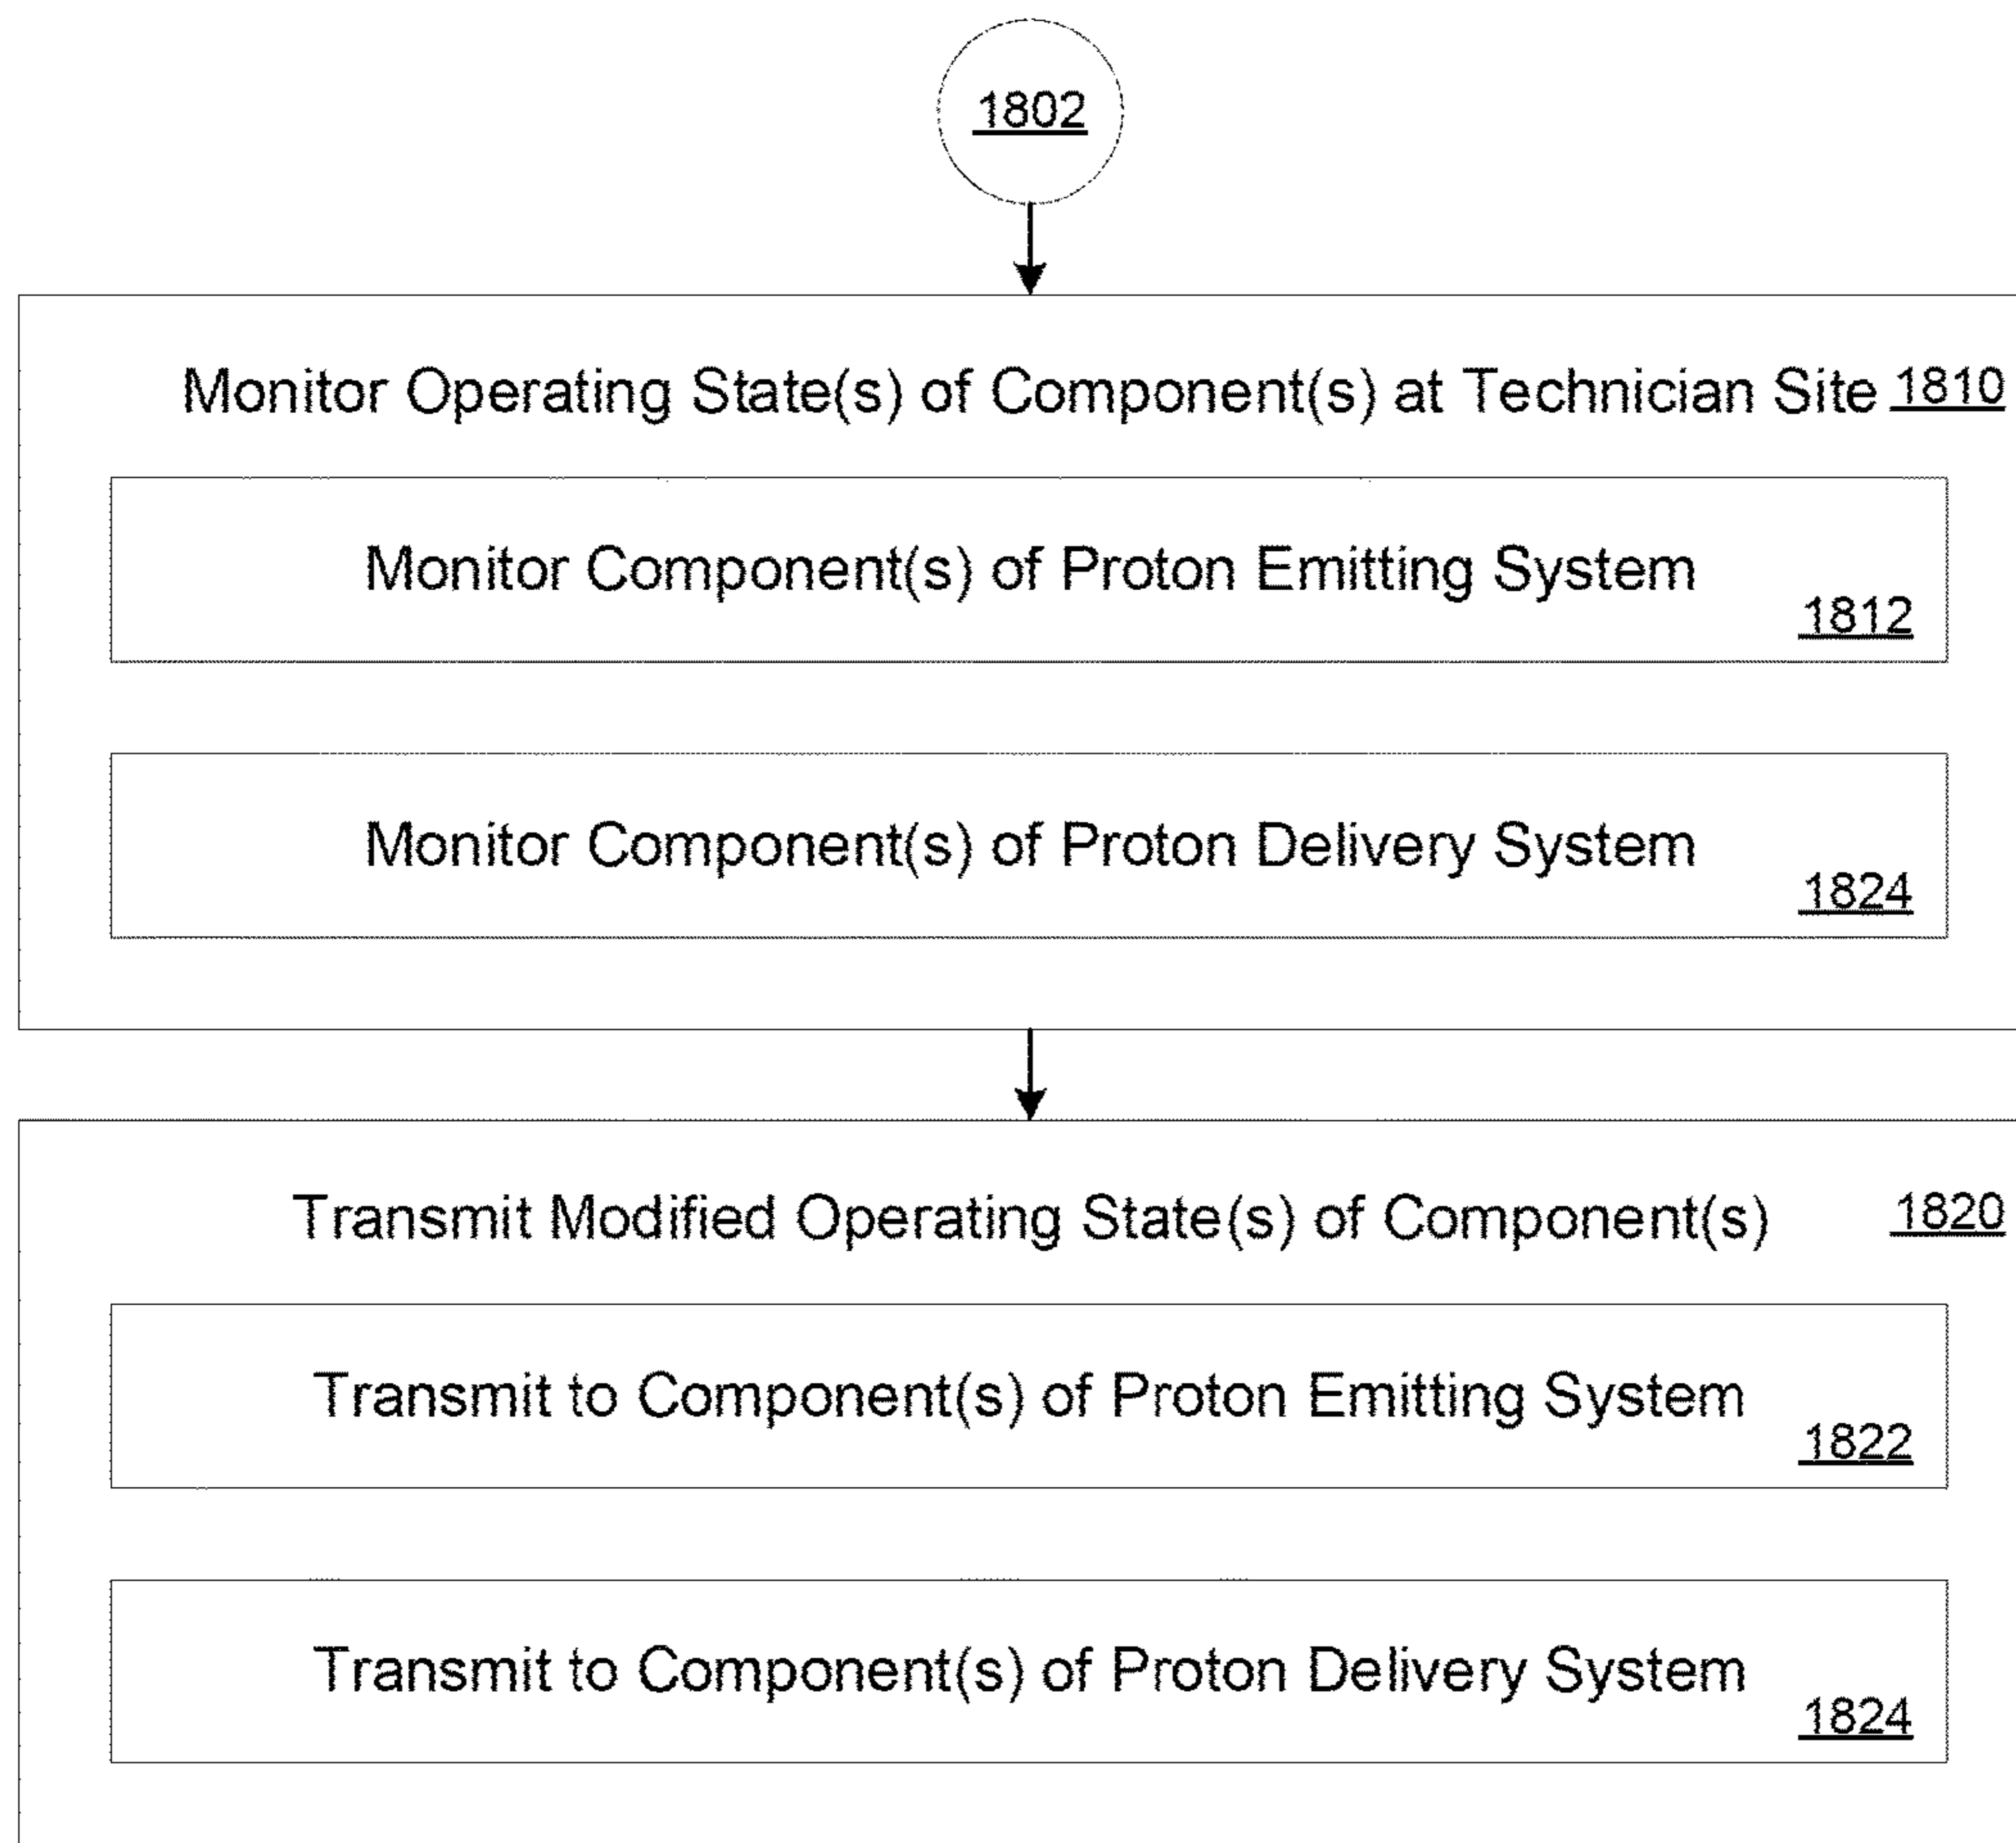 1802
Monitor Operating State(s) of Component(s) at Technician Site 1810
Monitor Component(s) of Proton Emitting System
1812
Monitor Component(s) of Proton Delivery System
1824
Transmit Modified Operating State(s) of Component(s) 1820
Transmit to Component(s) of Proton Emitting System
1822
Transmit to Component(s) of Proton Delivery System
1824